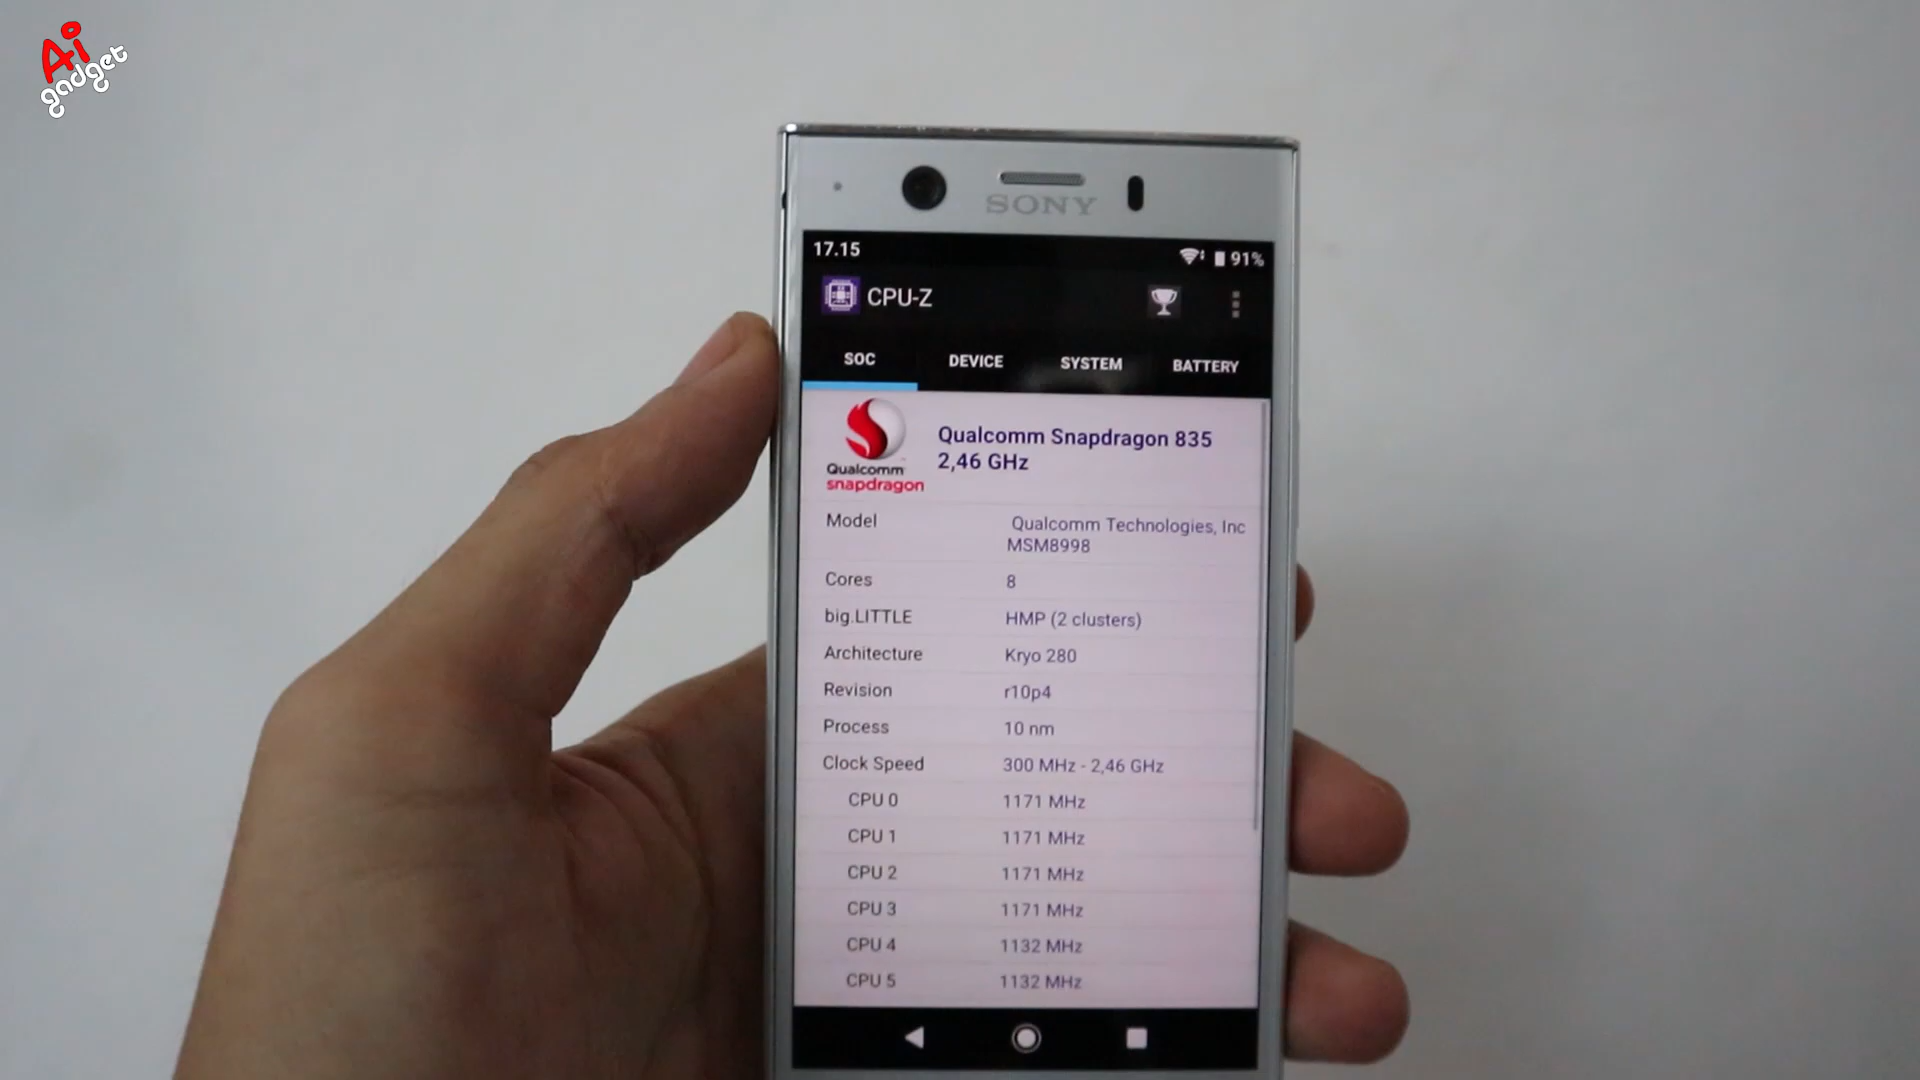 Ai
gadget
SONY
17.15 91%
CPU-Z
SOC DEVICE SYSTEM BATTERY
Qualcomm
snapdragon
Qualcomm Snapdragon 835
2,46 GHz
Model Qualcomm Technologies, Inc
MSM8998
Cores 8
big.LITTLE HMP (2 clusters)
Architecture Kryo 280
Revision r10p4
Process 10 nm
Clock Speed 300 MHz - 2,46 GHz
CPU 0 1171 MHz
CPU 1 1171 MHz
CPU 2 1171 MHz
CPU 3 1171 MHz
CPU 4 1132 MHz
CPU 5 1132 MHz